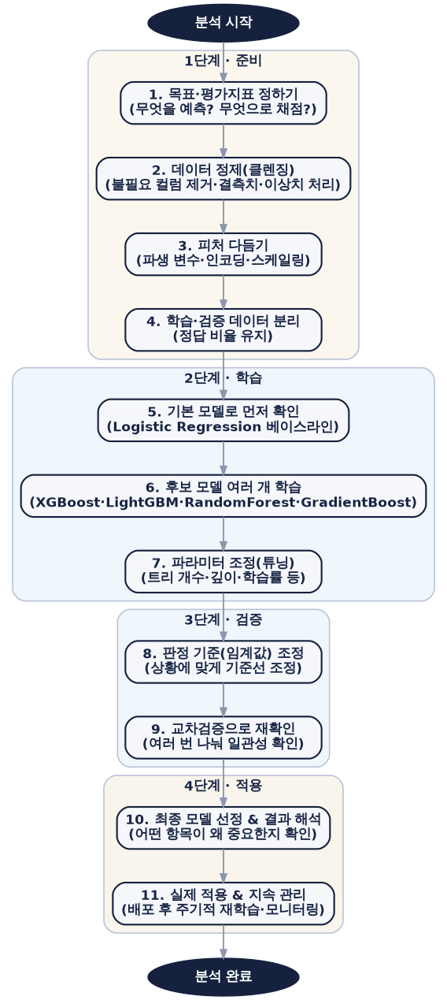 분석 시작
1단계 · 준비
1. 목표·평가지표 정하기
(무엇을 예측? 무엇으로 채점?)
2. 데이터 정제(클렌징)
(불필요 컬럼 제거·결측치·이상치 처리)
3. 피처 다듬기
(파생 변수·인코딩·스케일링)
4. 학습·검증 데이터 분리
(정답 비율 유지)
2단계 · 학습
5. 기본 모델로 먼저 확인
(Logistic Regression 베이스라인)
6. 후보 모델 여러 개 학습
(XGBoost·LightGBM·RandomForest·GradientBoost)
7. 파라미터 조정(튜닝)
(트리 개수·깊이·학습률 등)
3단계 · 검증
8. 판정 기준(임계값) 조정
(상황에 맞게 기준선 조정)
9. 교차검증으로 재확인
(여러 번 나눠 일관성 확인)
4단계 · 적용
10. 최종 모델 선정 & 결과 해석
(어떤 항목이 왜 중요한지 확인)
11. 실제 적용 & 지속 관리
(배포 후 주기적 재학습·모니터링)
분석 완료